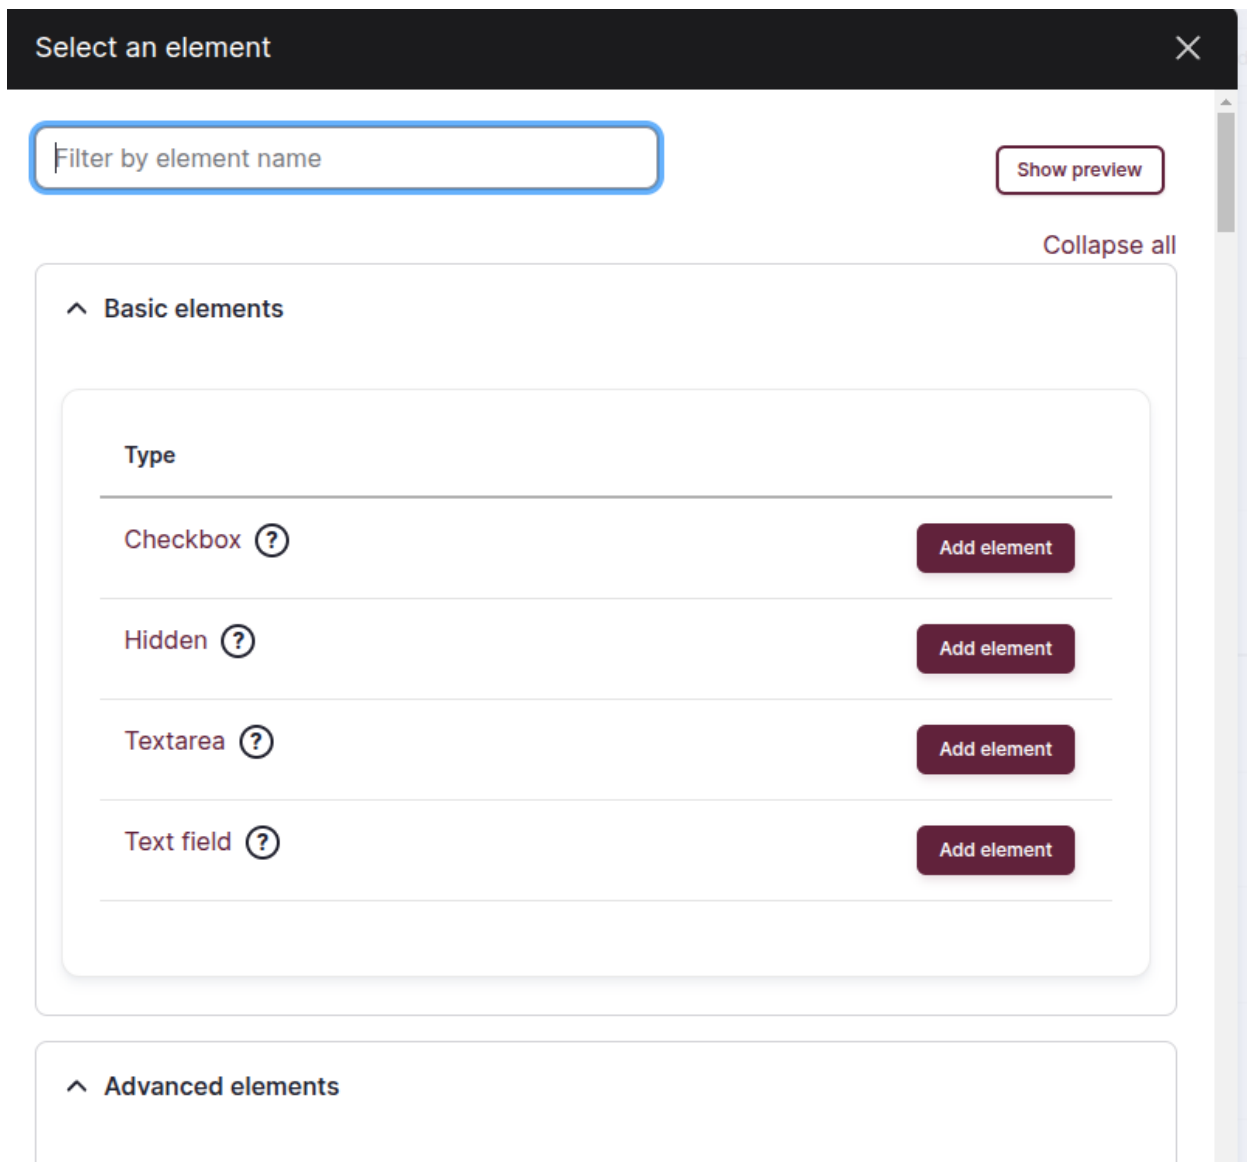 Select an element
Filter by element name
Show preview
Collapse all
Basic elements
Type
Checkbox ?
Add element
Hidden ?
Add element
Textarea ?
Add element
Text field ?
Add element
Advanced elements